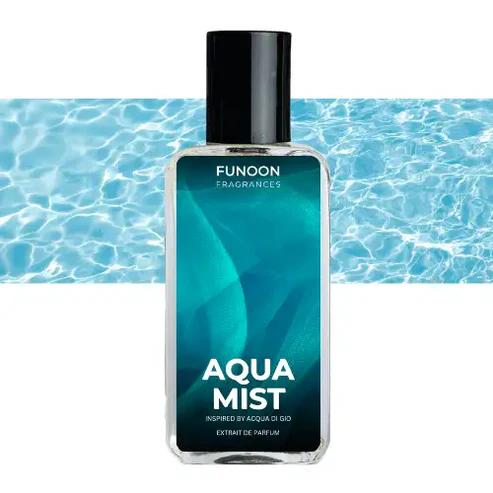 FUNOON
FRAGRANCES
AQUA
MIST
INSPIRED BY ACQUA DI GIO
EXTRAIT DE PARFUM